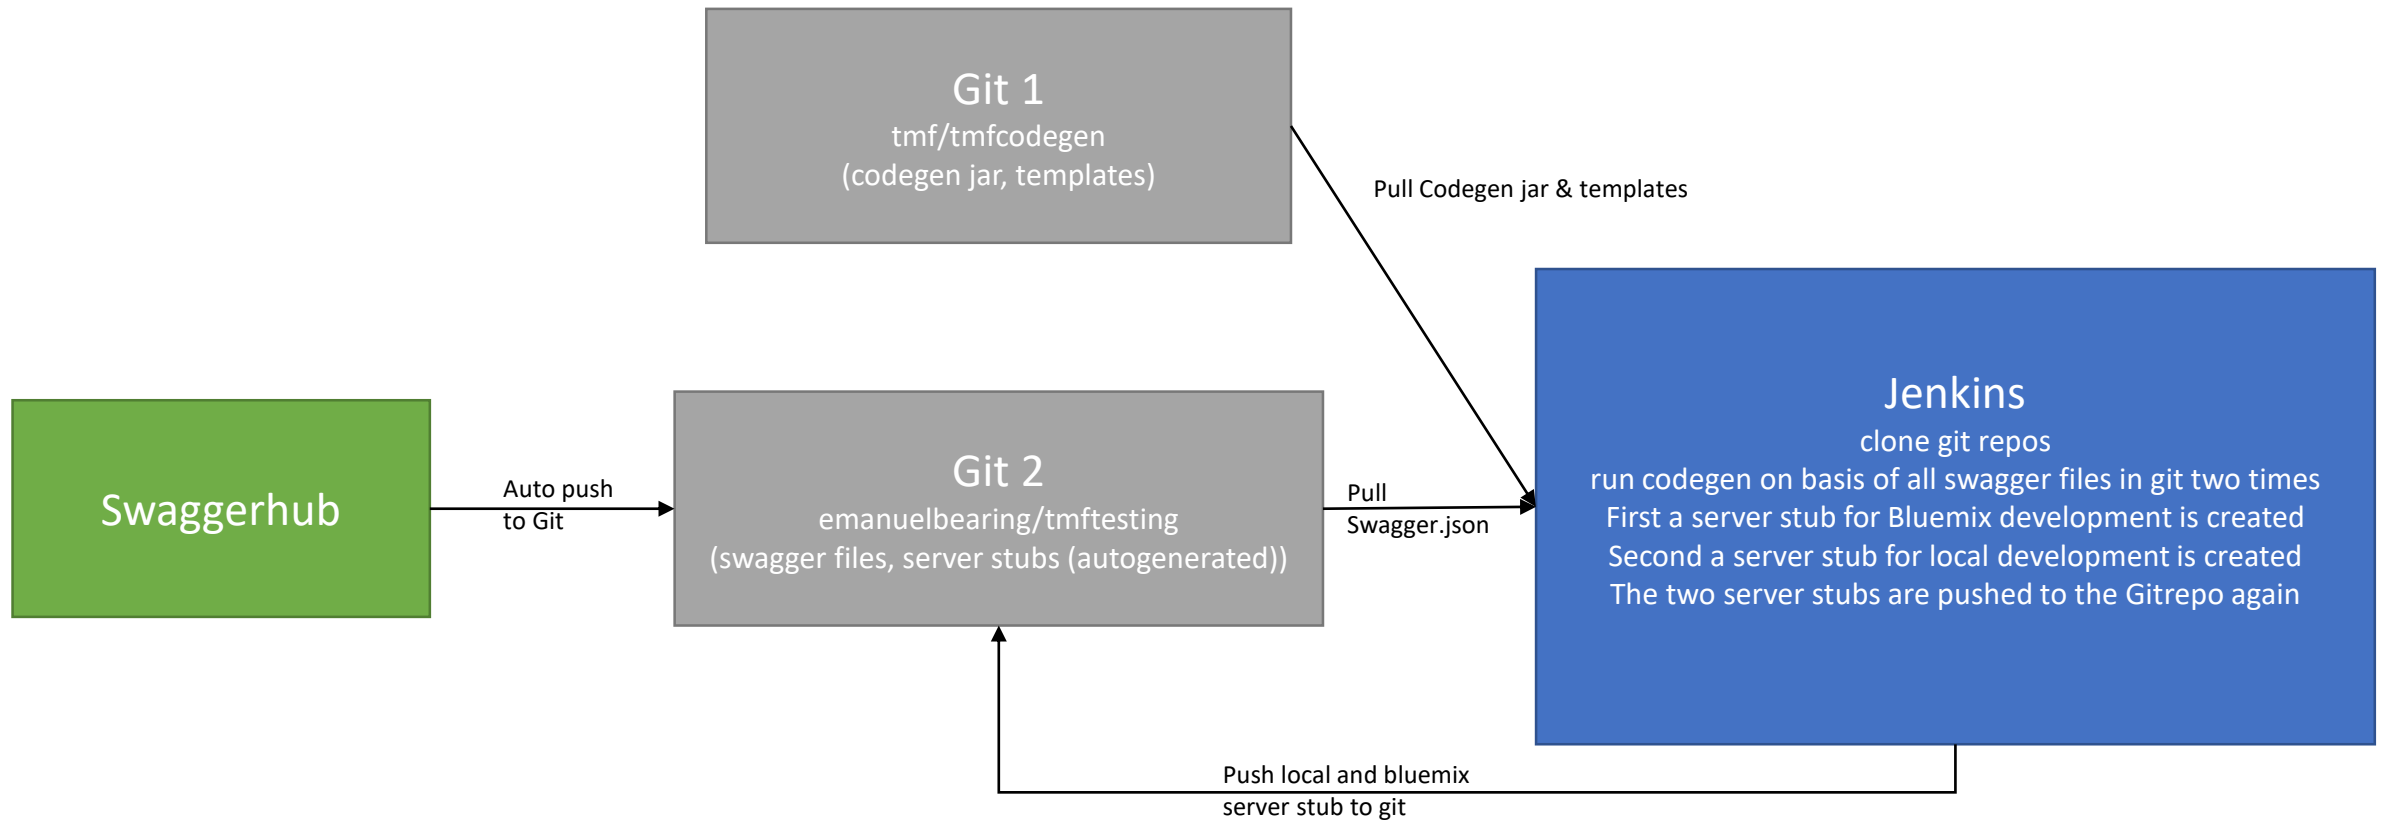 Git 1
tmf/tmfcodegen
(codegen jar, templates)
Pull Codegen jar & templates
Swaggerhub
Auto push
to Git
Git 2
emanuelbearing/tmftesting
(swagger files, server stubs (autogenerated))
Pull
Swagger.json
Jenkins
clone git repos
run codegen on basis of all swagger files in git two times
First a server stub for Bluemix development is created
Second a server stub for local development is created
The two server stubs are pushed to the Gitrepo again
Push local and bluemix
server stub to git